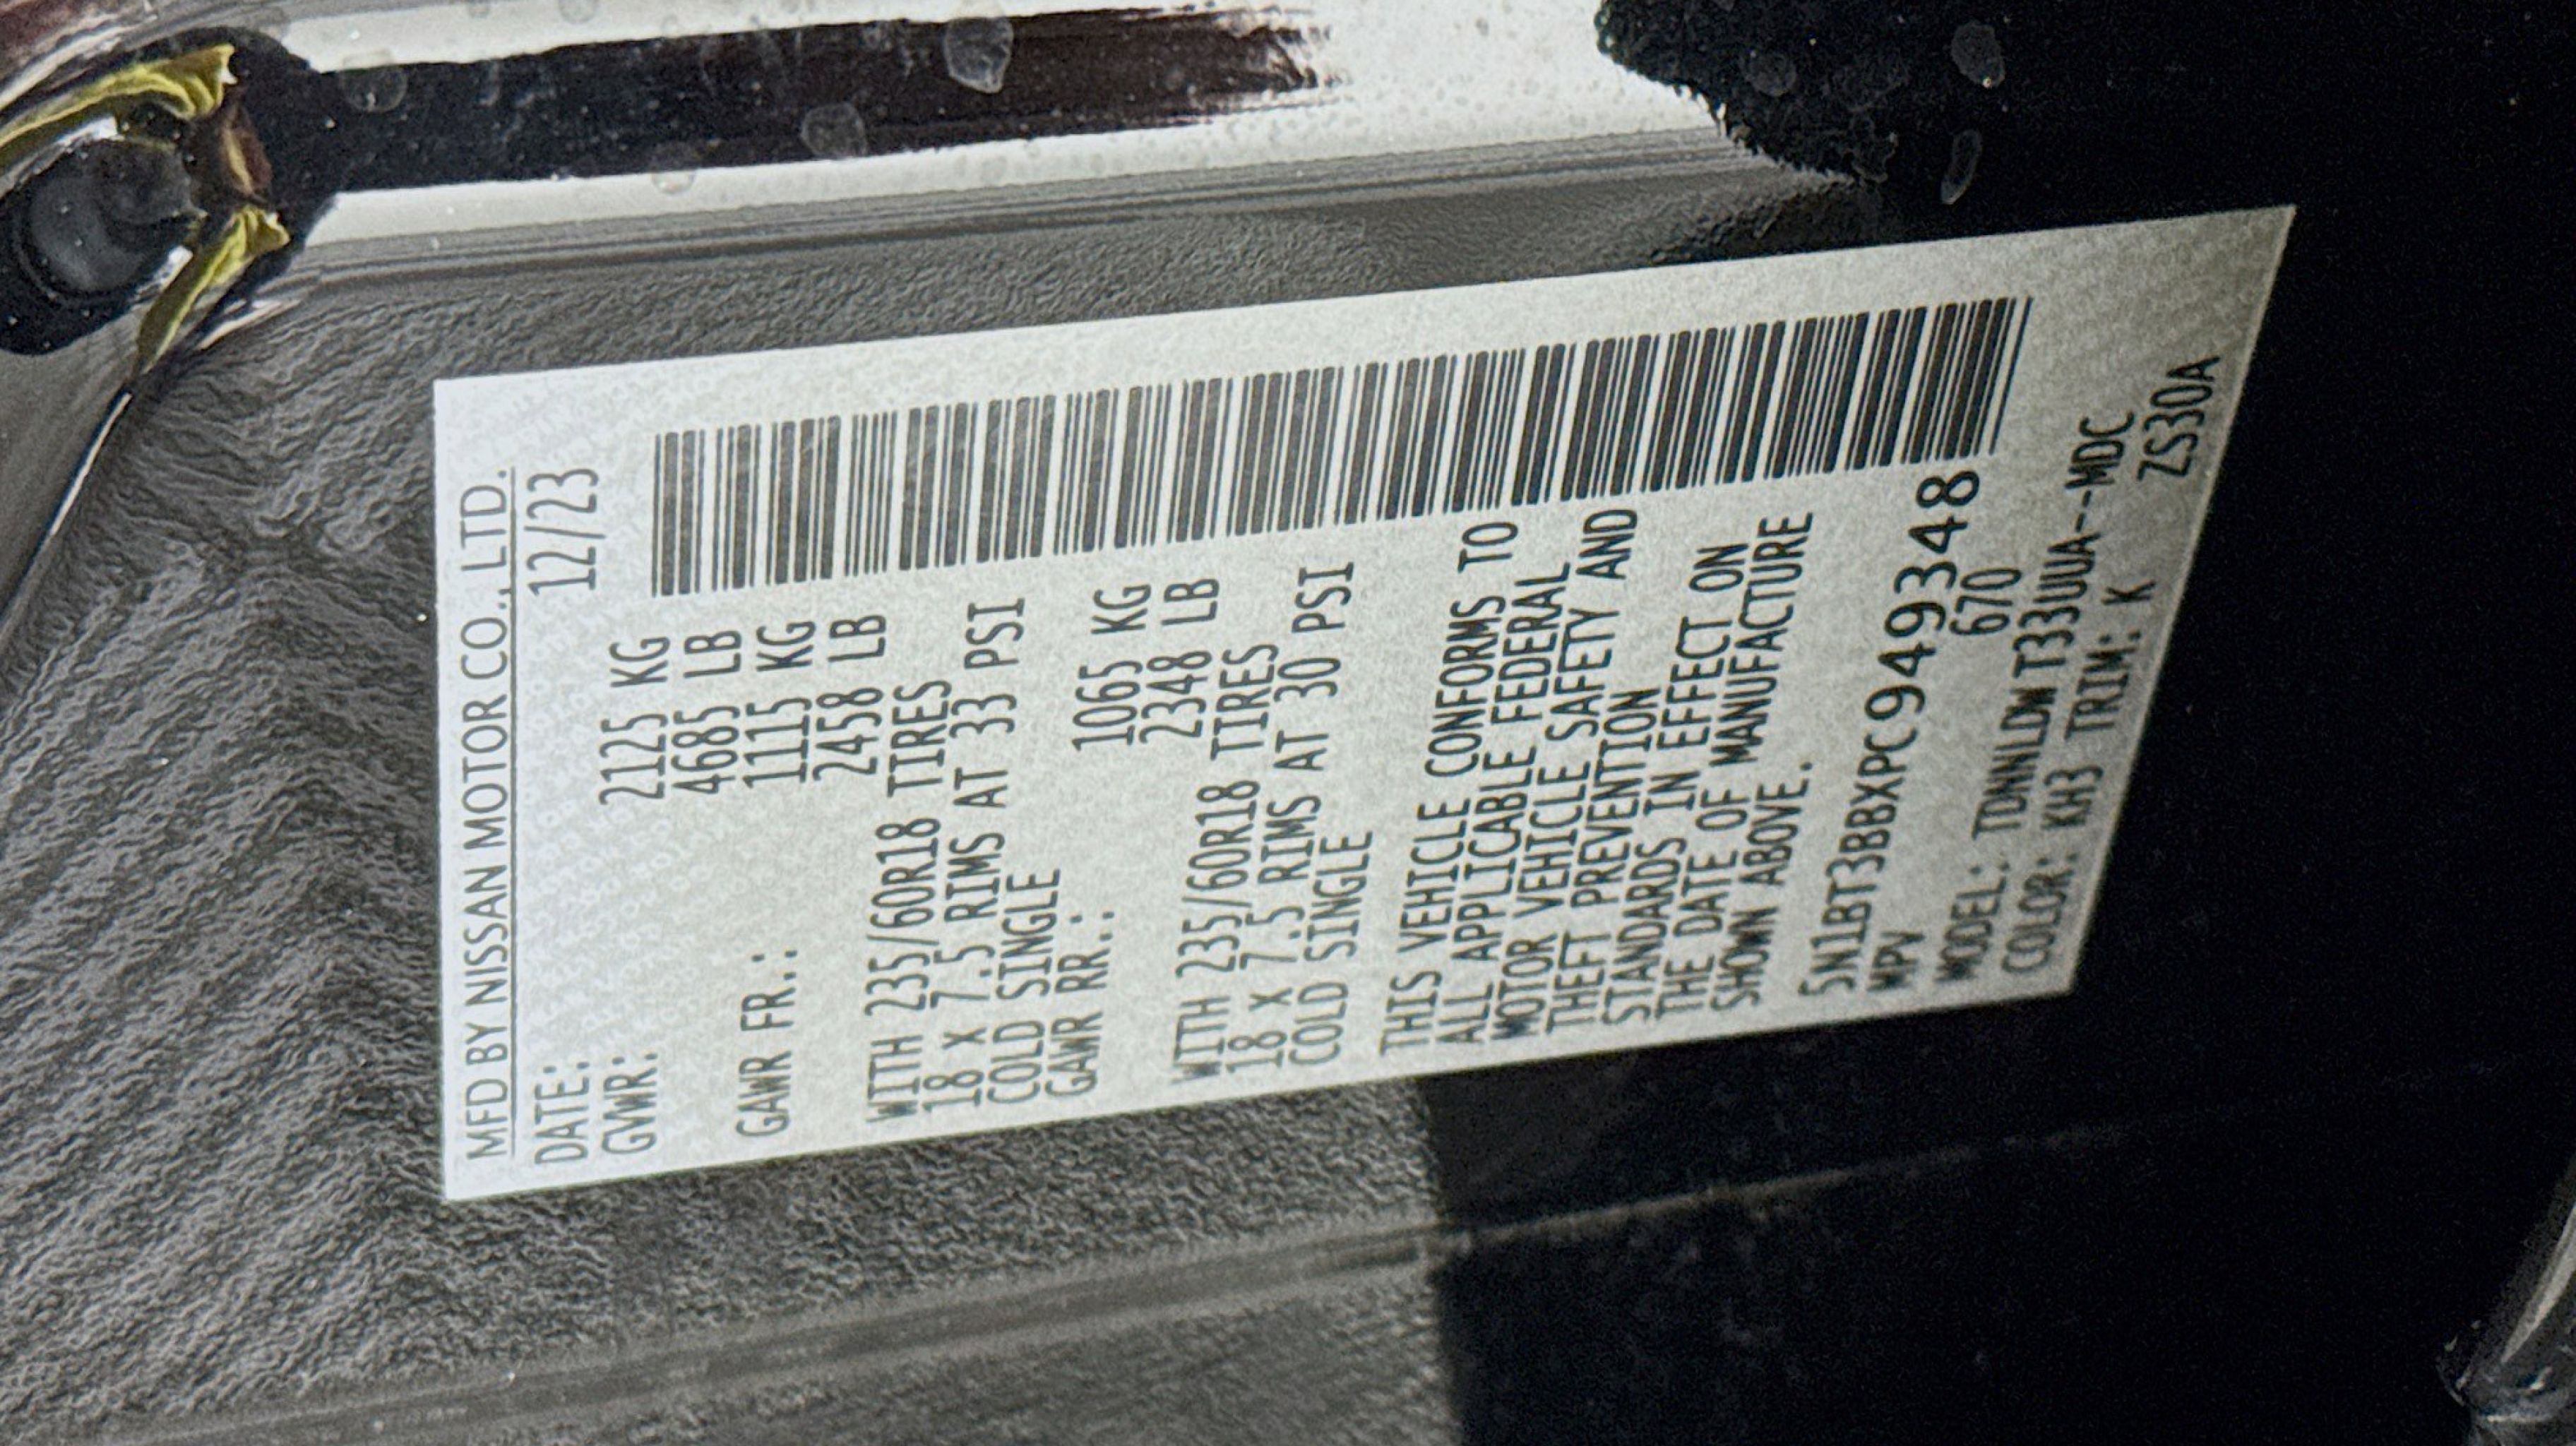 MFD BY NISSAN MOTOR CO., LTD.
DATE: 12/23
GVWR: 2125 KG
4685 LB
GAWR FR.: 1115 KG
2458 LB
WITH 235/60R18 TIRES
18 X 7.5 RIMS AT 33 PSI
COLD SINGLE
GAWR RR.: 1065 KG
2348 LB
WITH 235/60R18 TIRES
18 X 7.5 RIMS AT 30 PSI
COLD SINGLE
THIS VEHICLE CONFORMS TO
ALL APPLICABLE FEDERAL
MOTOR VEHICLE SAFETY AND
THEFT PREVENTION
STANDARDS IN EFFECT ON
THE DATE OF MANUFACTURE
SHOWN ABOVE.
5N1BT3BBXPC949348
MPV 670
MODEL: TDNNLDW T33UUA--MDC
COLOR: KH3 TRIM: K ZS30A